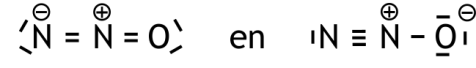 N⊖ = N⊕ = O en N ≡ N⊕ – O⊖